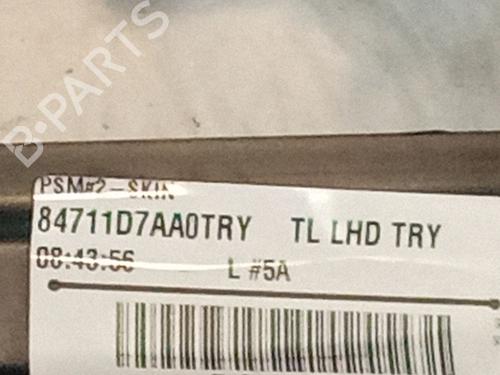 B-PARTS
PSM#2-SKIN
84711D7AA0TRY TL LHD TRY
08:43:56 L #5A